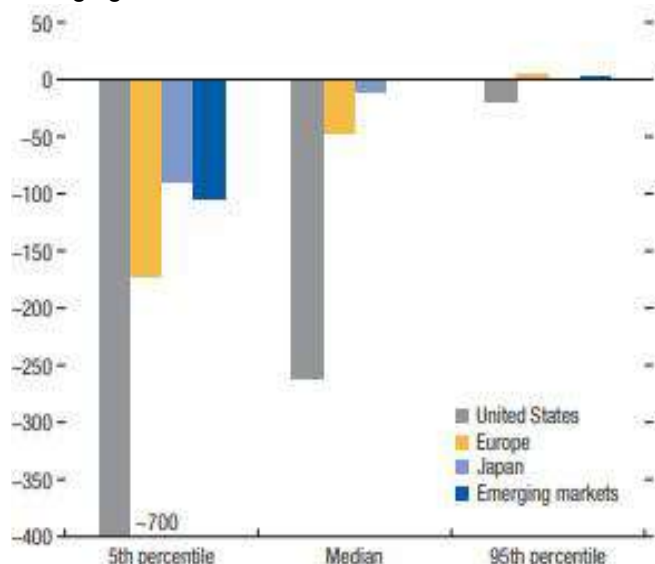 50
0
–50
–100
–150
–200
–250
–300
–350
–400
–700
United States
Europe
Japan
Emerging markets
5th percentile Median 95th percentile